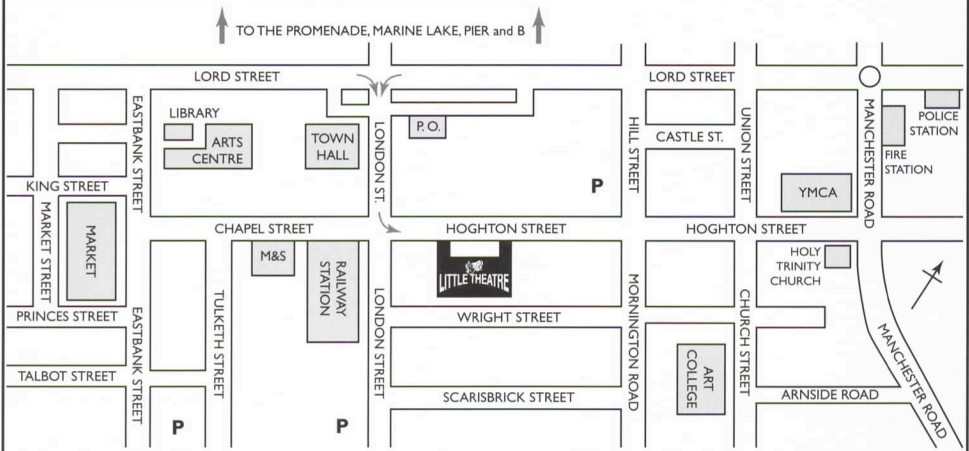 TO THE PROMENADE, MARINE LAKE, PIER and B
LORD STREET
LORD STREET
EASTBANK STREET
LIBRARY
ARTS
CENTRE
TOWN
HALL
LONDON ST.
P. O.
HILL STREET
CASTLE ST.
UNION STREET
MANCHESTER ROAD
POLICE
STATION
FIRE
STATION
KING STREET
P
YMCA
MARKET STREET
MARKET
CHAPEL STREET
HOGHTON STREET
HOGHTON STREET
M&S
RAILWAY
STATION
LITTLE THEATRE
HOLY
TRINITY
CHURCH
PRINCES STREET
EASTBANK STREET
TULKETH STREET
LONDON STREET
WRIGHT STREET
MORNINGTON ROAD
CHURCH STREET
MANCHESTER ROAD
TALBOT STREET
ART
COLLEGE
SCARISBRICK STREET
ARNSIDE ROAD
P
P